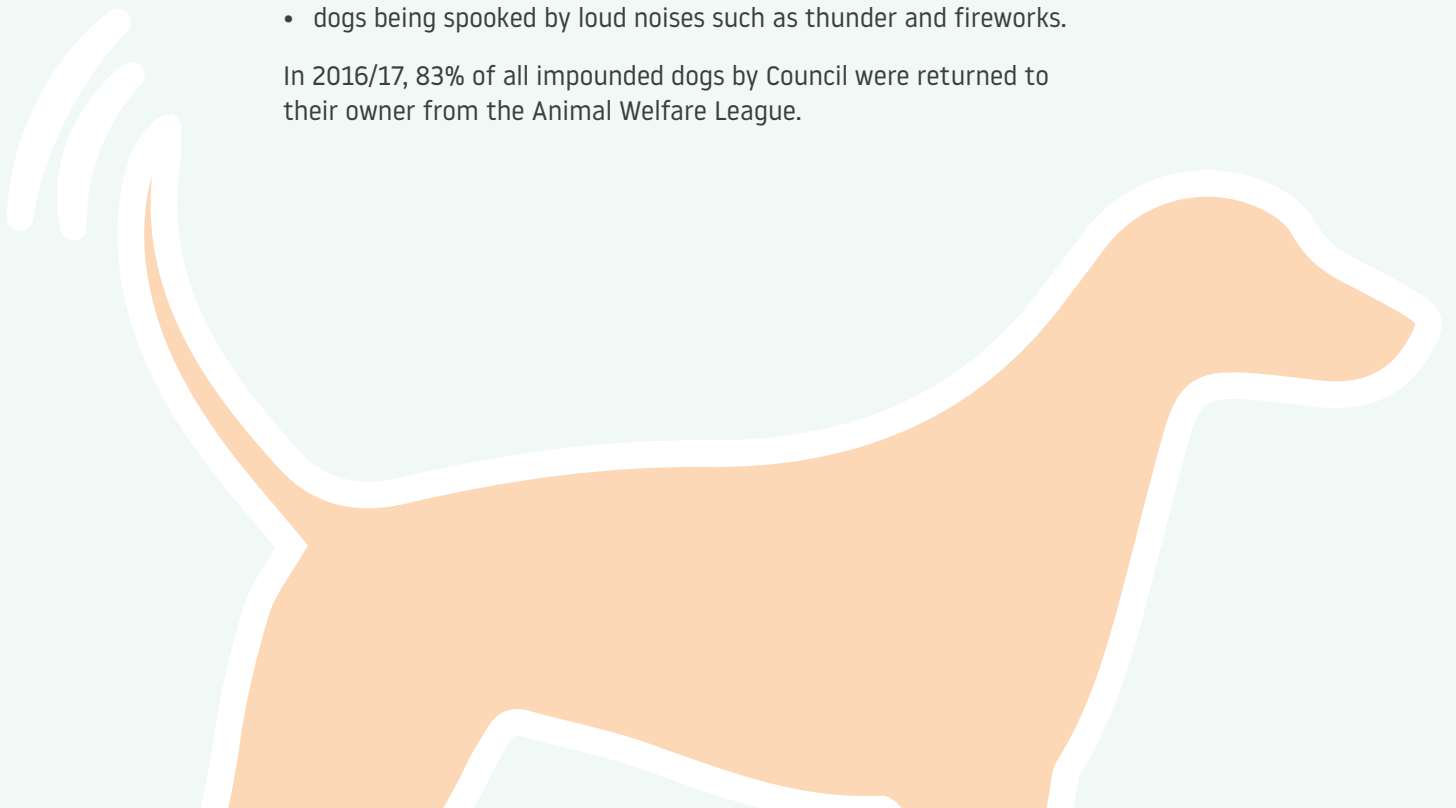 • dogs being spooked by loud noises such as thunder and fireworks.
In 2016/17, 83% of all impounded dogs by Council were returned to
their owner from the Animal Welfare League.